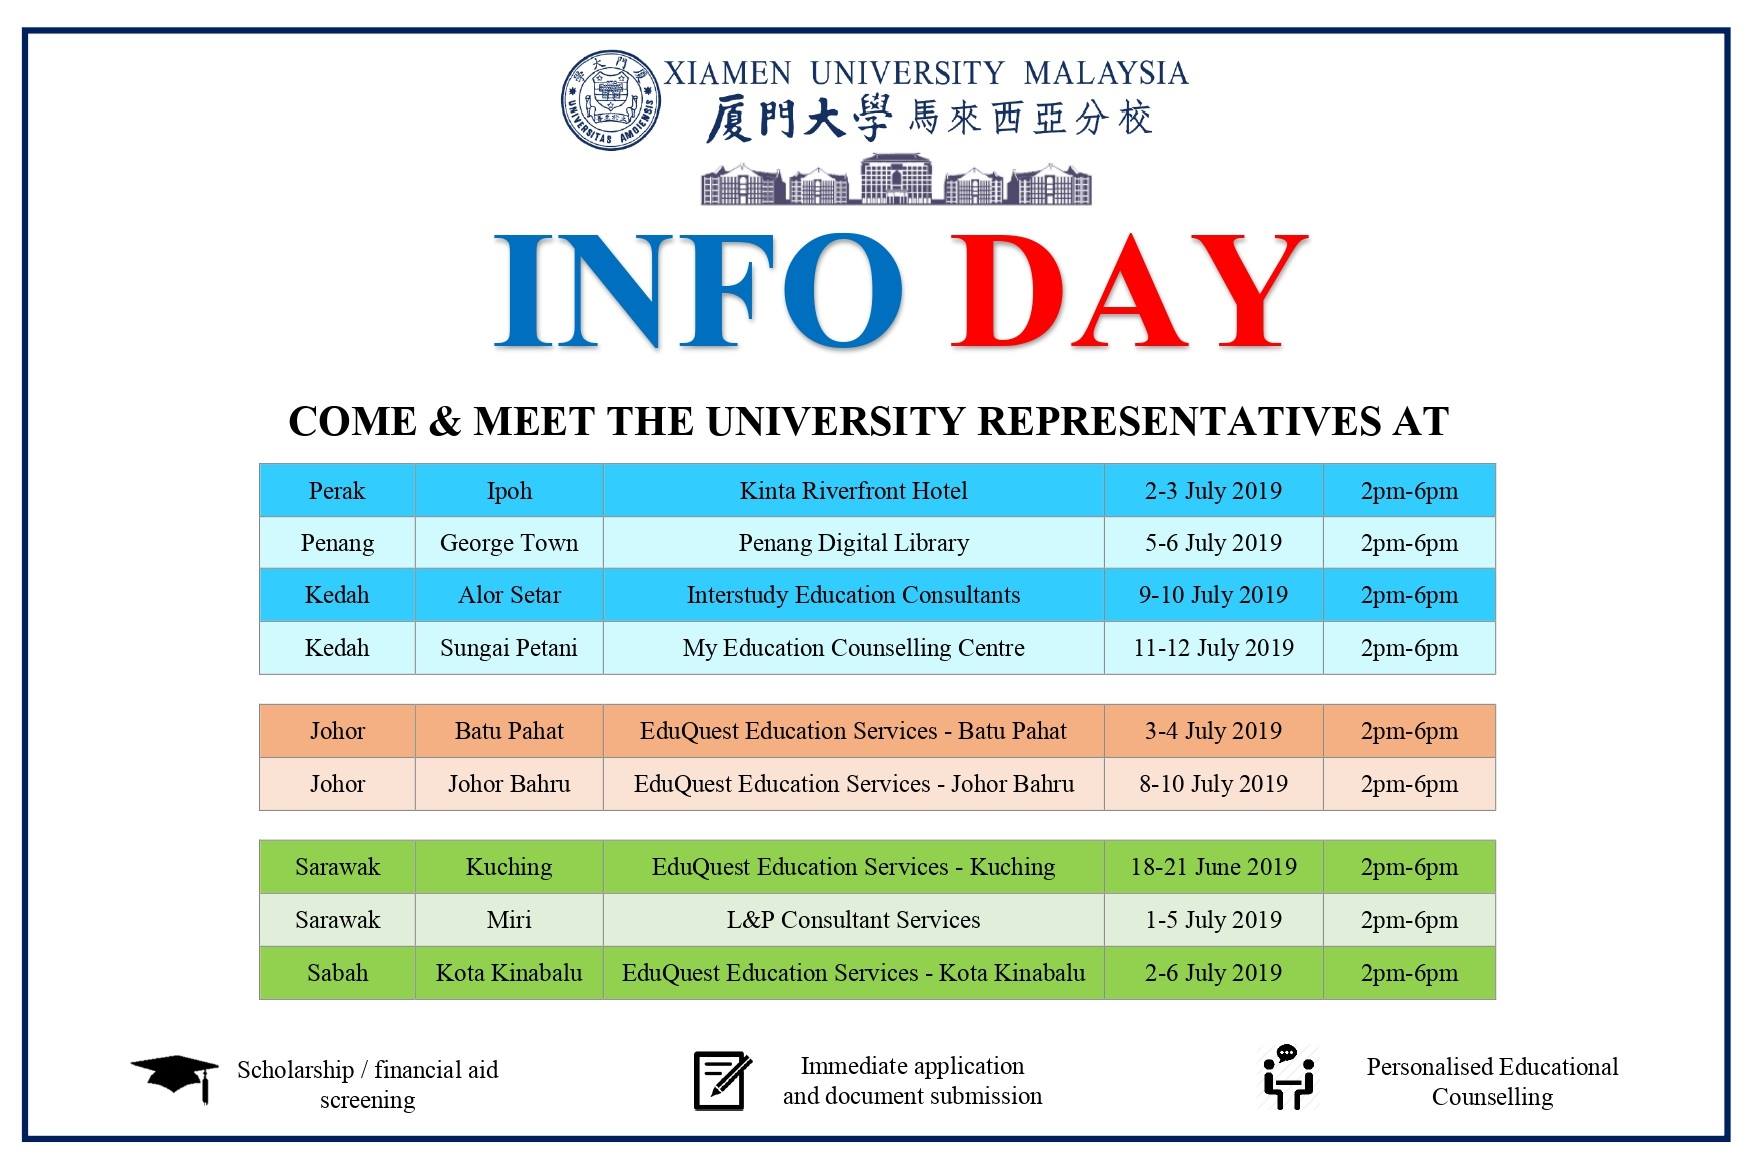 XIAMEN UNIVERSITY MALAYSIA
廈門大學 馬來西亞分校
廈門大學
UNIVERSITAS AMOIENSIS
INFO DAY
COME & MEET THE UNIVERSITY REPRESENTATIVES AT
Perak Ipoh Kinta Riverfront Hotel 2-3 July 2019 2pm-6pm
Penang George Town Penang Digital Library 5-6 July 2019 2pm-6pm
Kedah Alor Setar Interstudy Education Consultants 9-10 July 2019 2pm-6pm
Kedah Sungai Petani My Education Counselling Centre 11-12 July 2019 2pm-6pm
Johor Batu Pahat EduQuest Education Services - Batu Pahat 3-4 July 2019 2pm-6pm
Johor Johor Bahru EduQuest Education Services - Johor Bahru 8-10 July 2019 2pm-6pm
Sarawak Kuching EduQuest Education Services - Kuching 18-21 June 2019 2pm-6pm
Sarawak Miri L&P Consultant Services 1-5 July 2019 2pm-6pm
Sabah Kota Kinabalu EduQuest Education Services - Kota Kinabalu 2-6 July 2019 2pm-6pm
Scholarship / financial aid
screening
Immediate application
and document submission
Personalised Educational
Counselling